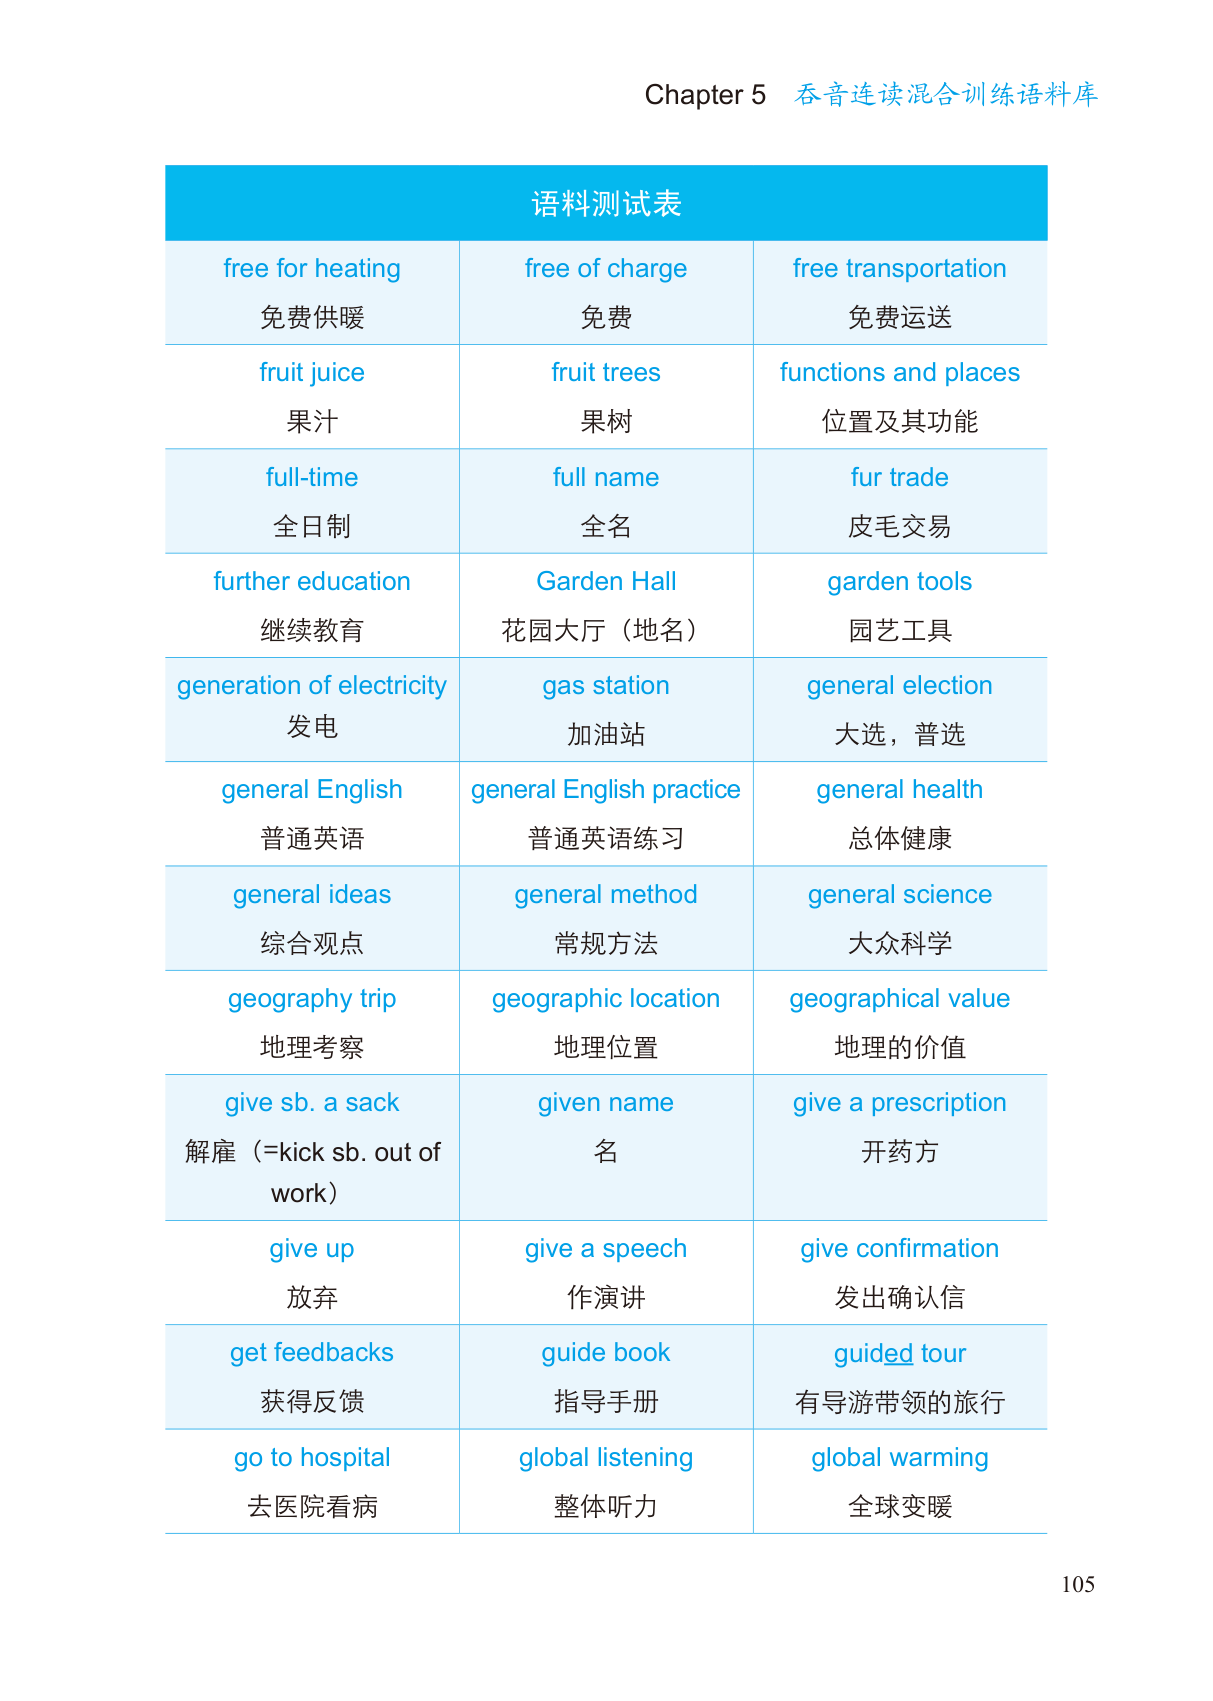 Chapter 5 吞音连读混合训练语料库
语料测试表
free for heating
免费供暖
free of charge
免费
free transportation
免费运送
fruit juice
果汁
fruit trees
果树
functions and places
位置及其功能
full-time
全日制
full name
全名
fur trade
皮毛交易
further education
继续教育
Garden Hall
花园大厅（地名）
garden tools
园艺工具
generation of electricity
发电
gas station
加油站
general election
大选，普选
general English
普通英语
general English practice
普通英语练习
general health
总体健康
general ideas
综合观点
general method
常规方法
general science
大众科学
geography trip
地理考察
geographic location
地理位置
geographical value
地理的价值
give sb. a sack
解雇（=kick sb. out of
work）
given name
名
give a prescription
开药方
give up
放弃
give a speech
作演讲
give confirmation
发出确认信
get feedbacks
获得反馈
guide book
指导手册
guided tour
有导游带领的旅行
go to hospital
去医院看病
global listening
整体听力
global warming
全球变暖
105